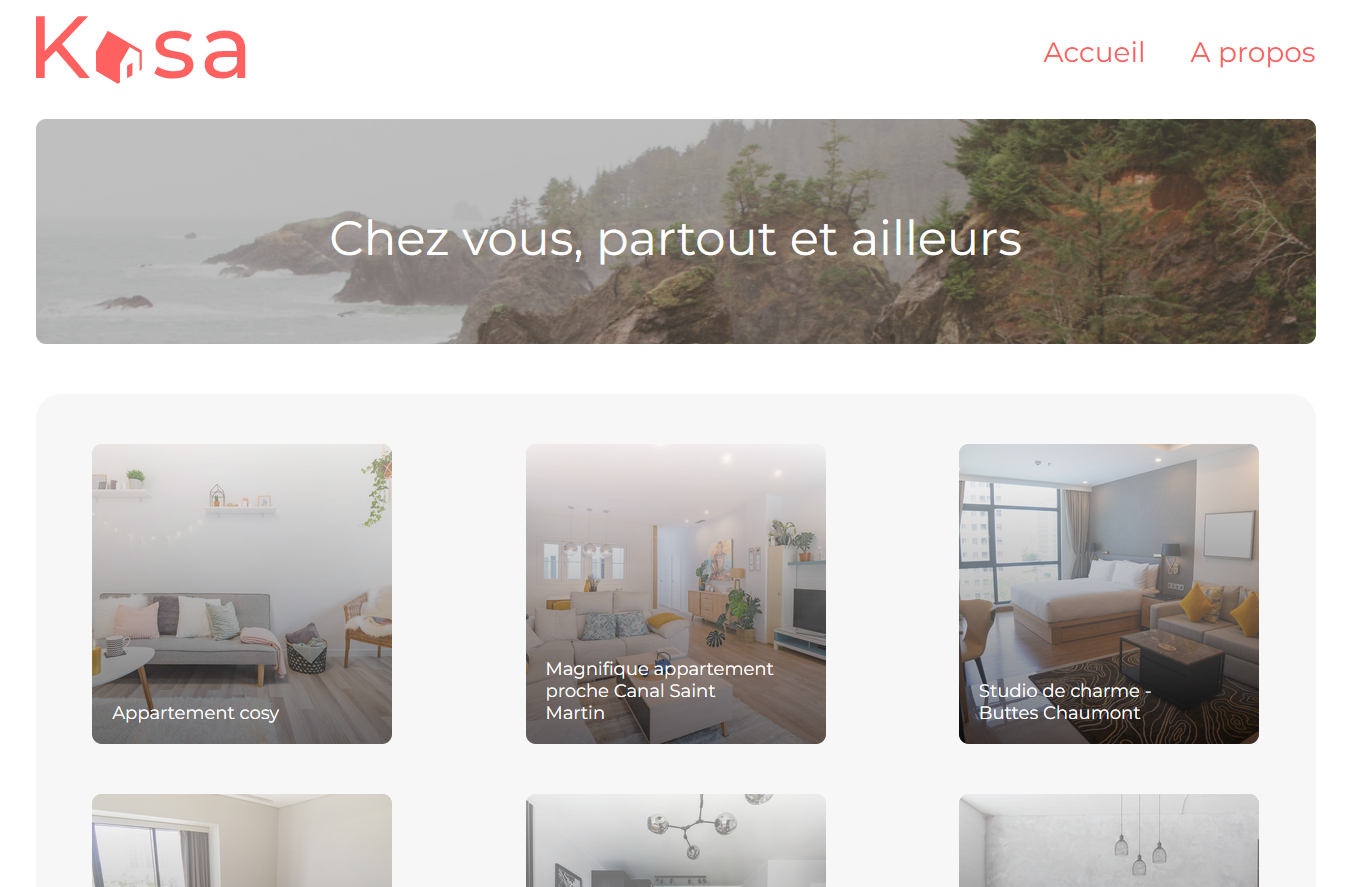 Kasa
Accueil
A propos
Chez vous, partout et ailleurs
Appartement cosy
Magnifique appartement
proche Canal Saint
Martin
Studio de charme -
Buttes Chaumont